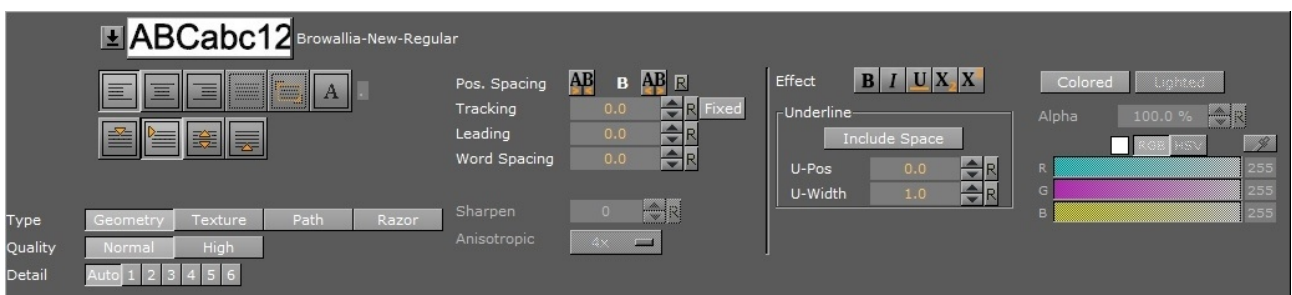 ABCabc12 Browallia-New-Regular
A
Pos. Spacing AB B AB R
Tracking 0.0 R Fixed
Leading 0.0 R
Word Spacing 0.0 R
Sharpen 0 R
Anisotropic 4x
Type Geometry Texture Path Razor
Quality Normal High
Detail Auto 1 2 3 4 5 6
Effect B I U X2 X
Underline
Include Space
U-Pos 0.0 R
U-Width 1.0 R
Colored Lighted
Alpha 100.0 % R
RGB HSV
R 255
G 255
B 255